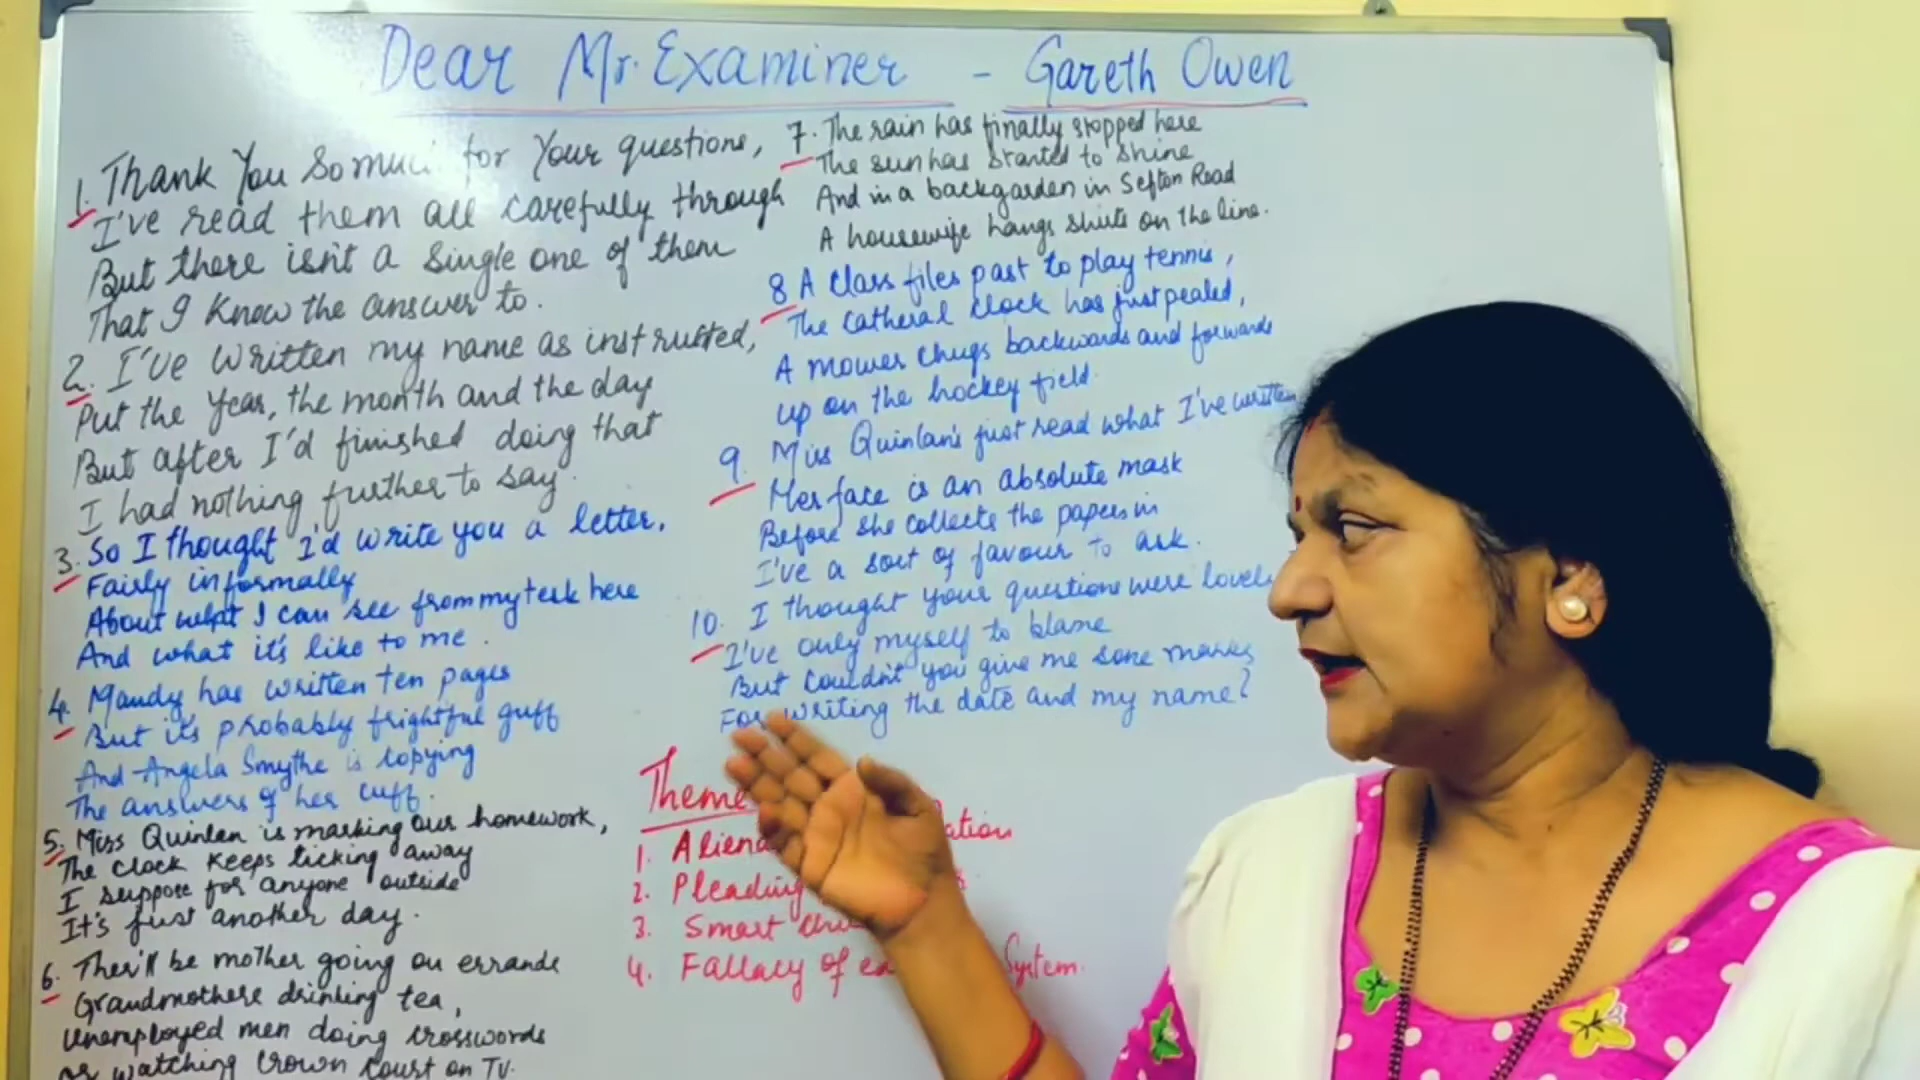 Dear Mr. Examiner - Gareth Owen
1. Thank You So much for Your questions,
I've read them all carefully through
But there isn't a single one of them
That I know the answer to.
2. I've written my name as instructed,
Put the Year, the month and the day
But after I'd finished doing that
I had nothing further to say.
3. So I thought I'd write you a letter.
Fairly informally
About what I can see from my
here
And what it's like to me.
4. Mandy has written ten pages
But it's probably frightful guff
And Angela Smythe is copying
The answers of her cuff.
5. Miss Quinlan is marking our homework,
The clock keeps ticking away
I suppose for anyone outside
It's just another day.
6. Ther'll be mother going on errands
Grandmothers drinking tea,
Unemployed men doing crosswords
or watching Crown Court on TV.
7. The rain has finally stopped here
The sun has started to shine
And in a backgarden in Sefton Road
A housewife hangs shirts on the line.
8 A class files past to play tennis,
The catheral clock has just pealed,
A mower chugs backwards and forwards
up on the hockey field.
9. Miss Quinlan's just read what I've written
Her face is an absolute mask
Before she collects the papers in
I've a sort of favour to ask.
10. I thought your questions were lovely
I've only myself to blame
But couldn't you give me some marks
For writing the date and my name?
Theme
1. Aliena ation
2. Pleading
3. Smart
4. Fallacy of System.